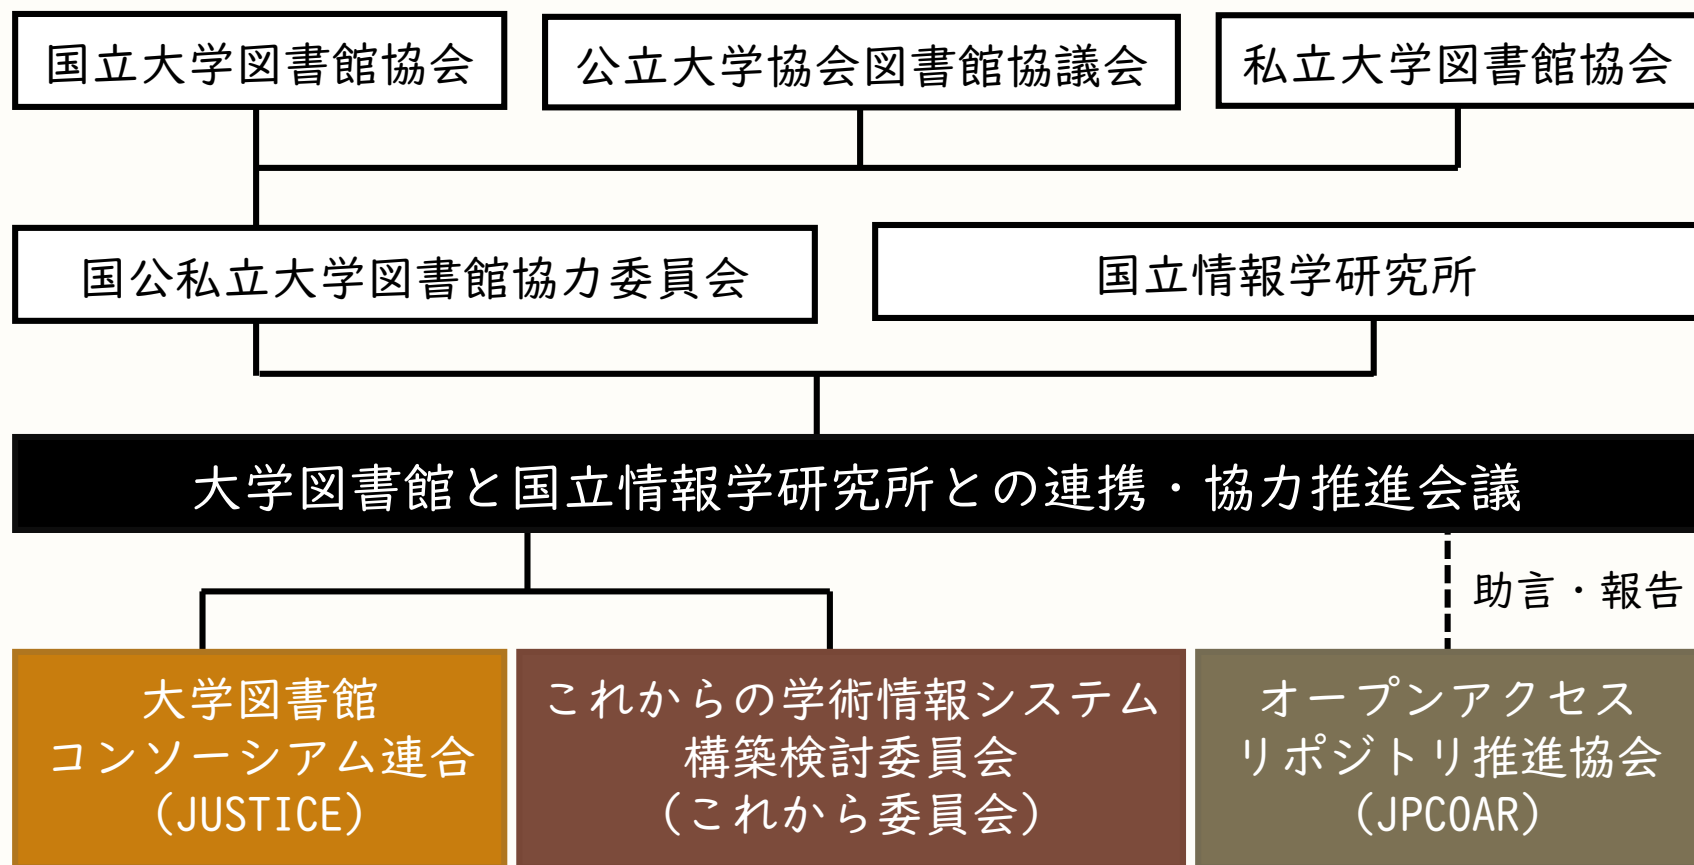 国立大学図書館協会
公立大学協会図書館協議会
私立大学図書館協会
国公私立大学図書館協力委員会
国立情報学研究所
大学図書館と国立情報学研究所との連携・協力推進会議
助言・報告
大学図書館
コンソーシアム連合
(JUSTICE)
これからの学術情報システム
構築検討委員会
(これから委員会)
オープンアクセス
リポジトリ推進協会
(JPCOAR)